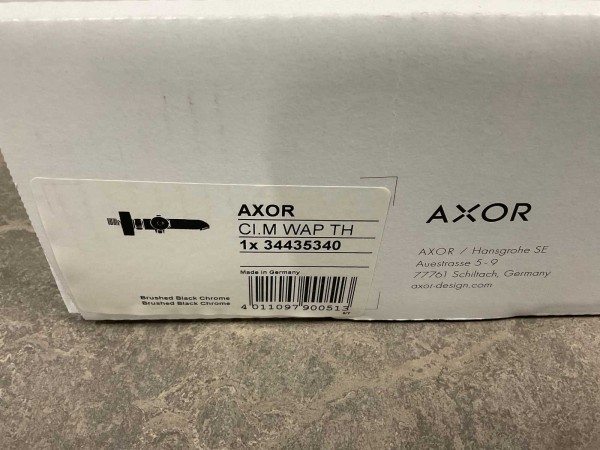 AXOR
CI.M WAP TH
1x 34435340
Made in Germany
Brushed Black Chrome
Brushed Black Chrome
4 011097 900513
AXOR
AXOR / Hansgrohe SE
Auestrasse 5 - 9
77761 Schiltach, Germany
axor-design.com